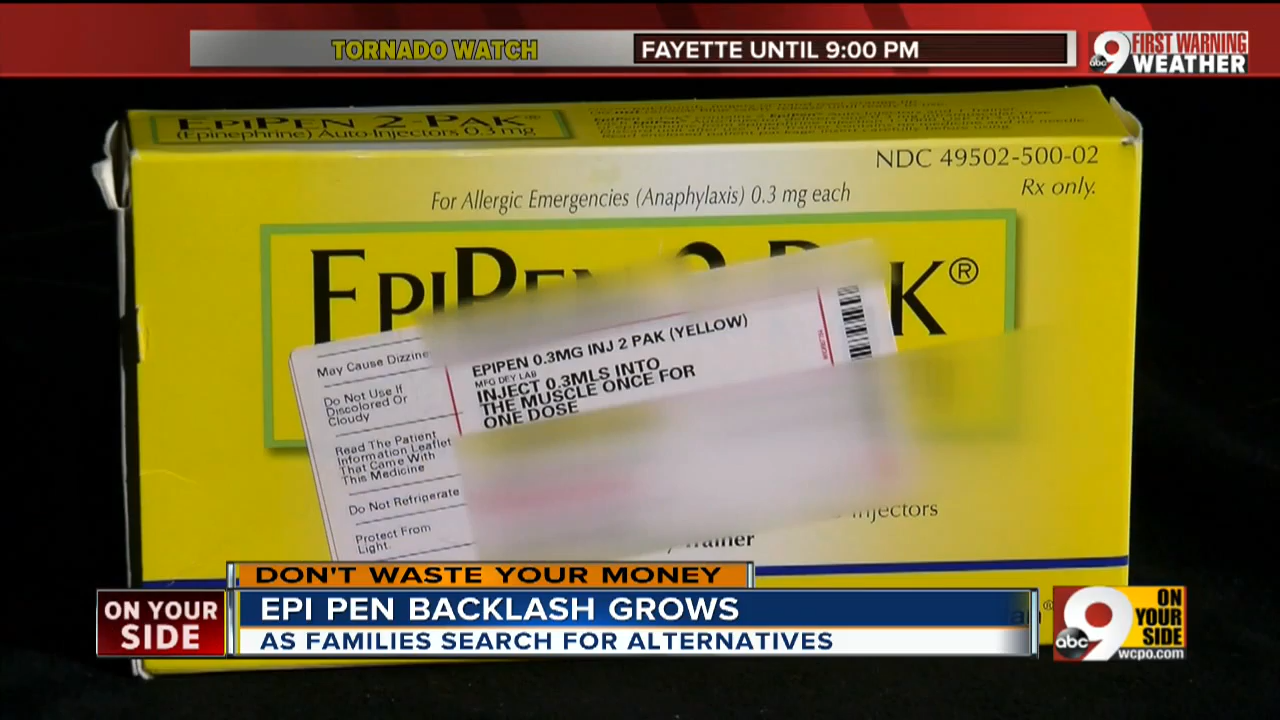 TORNADO WATCH
FAYETTE UNTIL 9:00 PM
abc 9 FIRST WARNING
WEATHER
EPIPEN 2-PAK®
(Epinephrine) Auto-Injectors 0.3 mg
NDC 49502-500-02
For Allergic Emergencies (Anaphylaxis) 0.3 mg each
Rx only.
EPIPEN 2-PAK®
May Cause Dizzine
Do Not Use If
Discolored Or
Cloudy
Read The Patient
Information Leaflet
That Came With
This Medicine
Do Not Refrigerate
Protect From
Light
EPIPEN 0.3MG INJ 2 PAK (YELLOW)
MFG DEY LAB
INJECT 0.3MLS INTO
THE MUSCLE ONCE FOR
ONE DOSE
Injectors
Trainer
DON'T WASTE YOUR MONEY
ON YOUR
SIDE
EPI PEN BACKLASH GROWS
AS FAMILIES SEARCH FOR ALTERNATIVES
abc 9 ON
YOUR
SIDE
wcpo.com